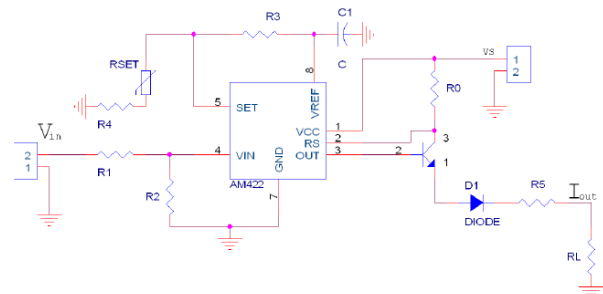 R3
C1
C
RSET
R4
5
SET
8
VREF
VS
1
2
R0
VCC
1
RS
2
OUT
3
2
3
1
Vin
2
1
R1
4
VIN
GND
AM422
7
R2
D1
DIODE
R5
Iout
RL